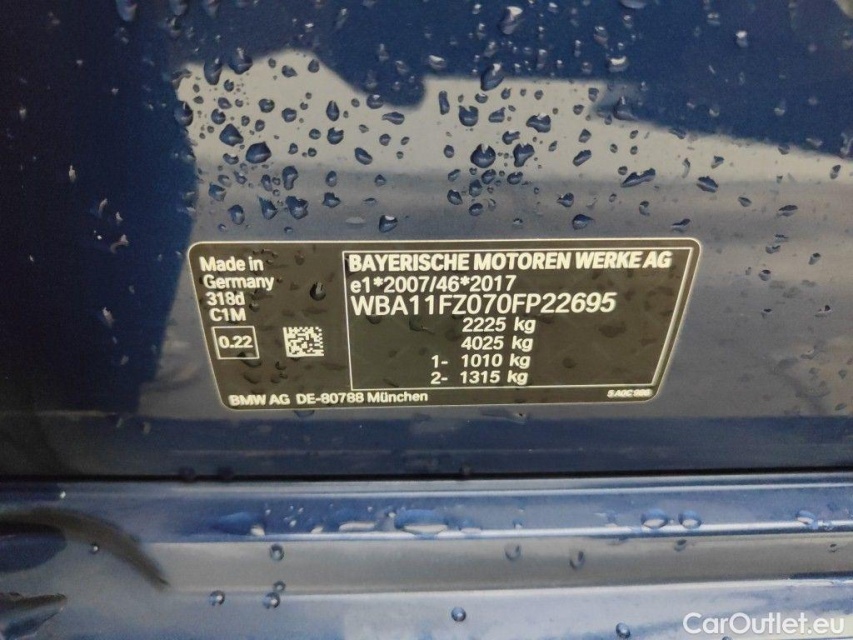 Made in
Germany
318d
C1M
0.22
BAYERISCHE MOTOREN WERKE AG
e1*2007/46*2017
WBA11FZ070FP22695
2225 kg
4025 kg
1- 1010 kg
2- 1315 kg
BMW AG DE-80788 München
CarOutlet.eu